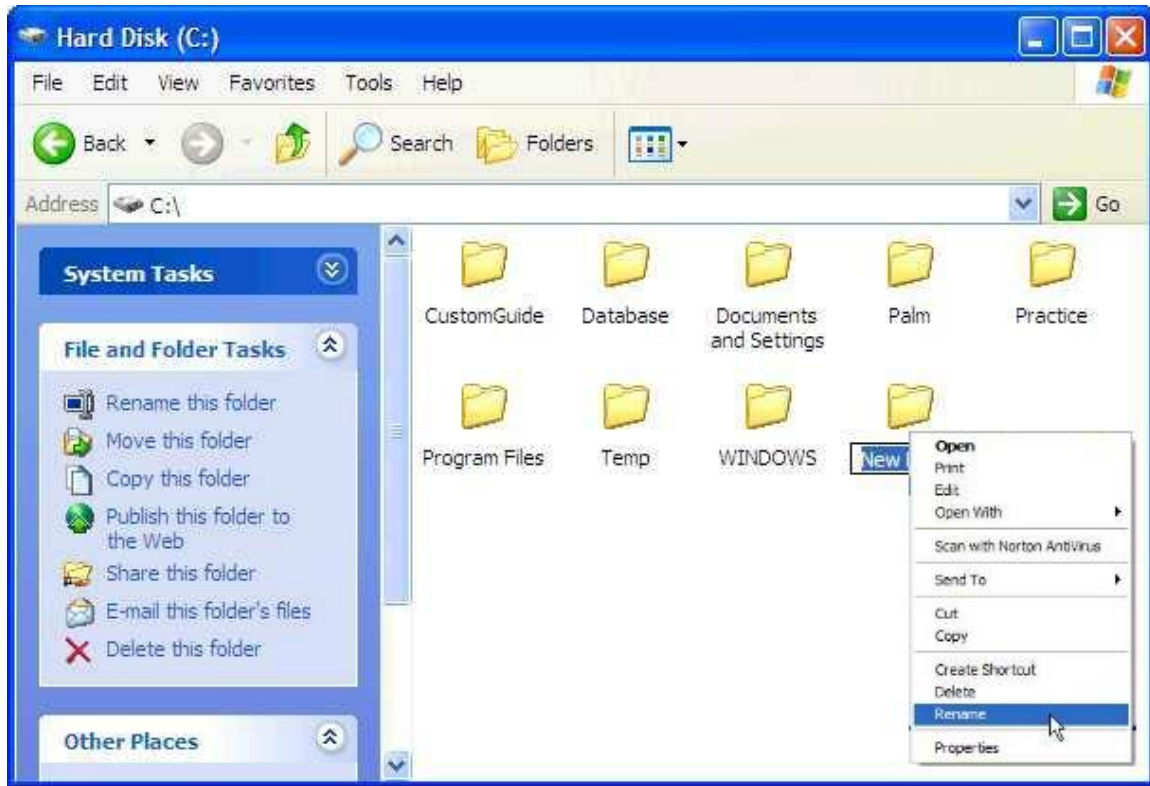 Hard Disk (C:)
File Edit View Favorites Tools Help
Back Search Folders
Address C:\ Go
System Tasks
File and Folder Tasks
Rename this folder
Move this folder
Copy this folder
Publish this folder to
the Web
Share this folder
E-mail this folder's files
Delete this folder
Other Places
CustomGuide Database Documents Palm Practice
and Settings
Program Files Temp WINDOWS New
Open
Print
Edit
Open With
Scan with Norton AntiVirus
Send To
Cut
Copy
Create Shortcut
Delete
Rename
Properties